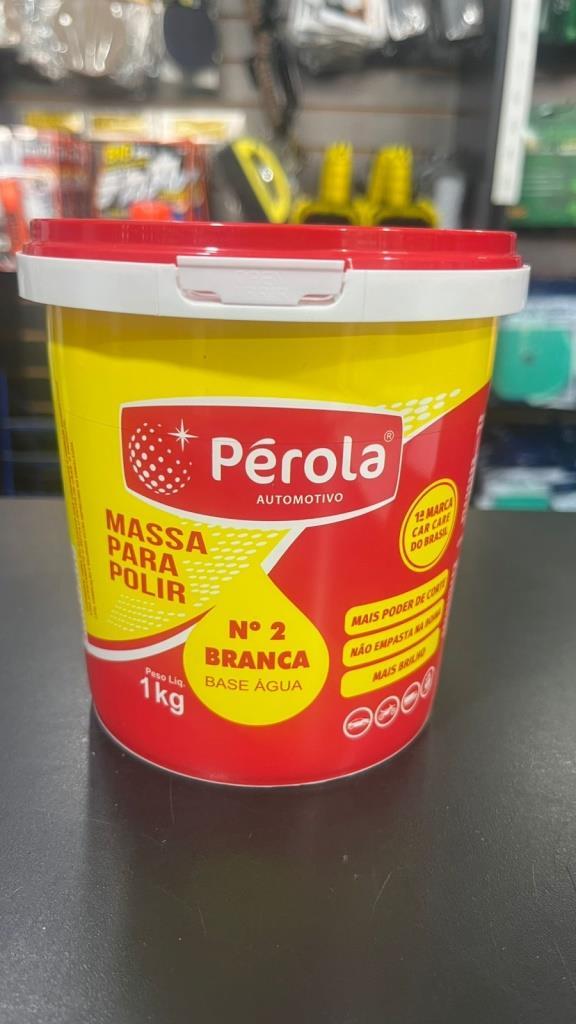 Pérola®
AUTOMOTIVO
1ª MARCA
CAR CARE
DO BRASIL
MASSA
PARA
POLIR
Nº 2
BRANCA
BASE ÁGUA
MAIS PODER DE CORTE
NÃO EMPASTA NA BOINA
MAIS BRILHO
Peso Liq.
1kg